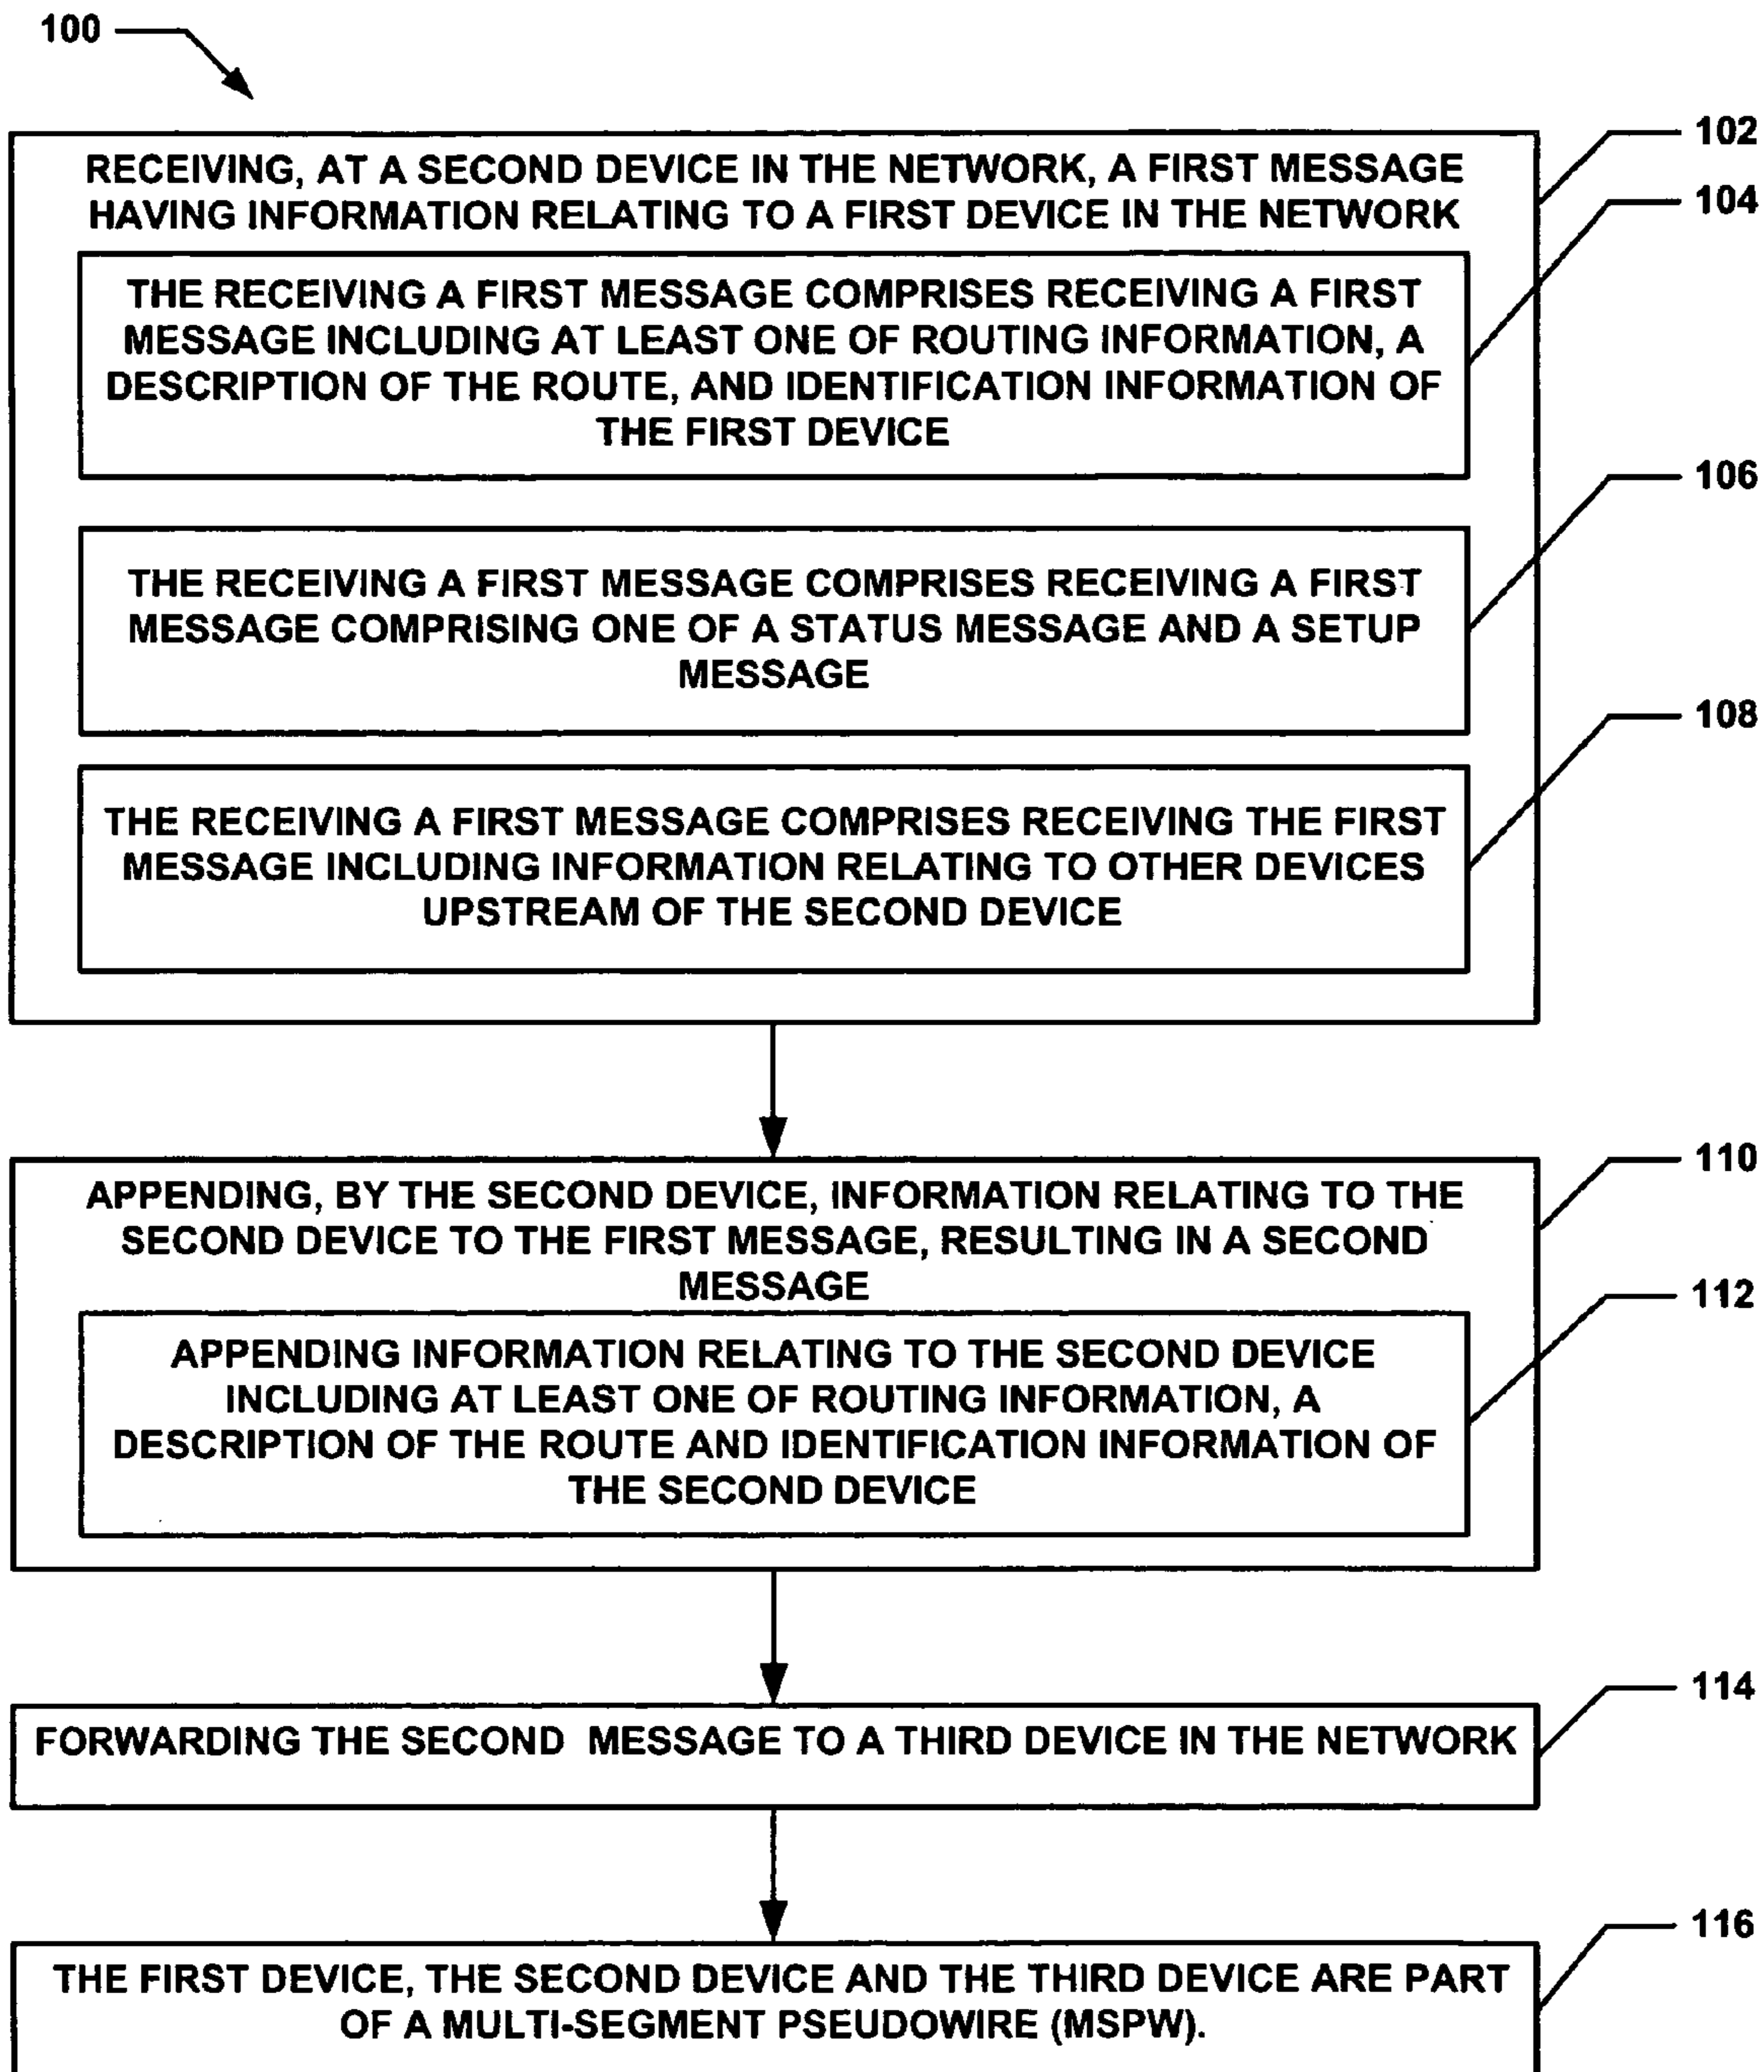 100
102
RECEIVING, AT A SECOND DEVICE IN THE NETWORK, A FIRST MESSAGE
HAVING INFORMATION RELATING TO A FIRST DEVICE IN THE NETWORK
104
THE RECEIVING A FIRST MESSAGE COMPRISES RECEIVING A FIRST
MESSAGE INCLUDING AT LEAST ONE OF ROUTING INFORMATION, A
DESCRIPTION OF THE ROUTE, AND IDENTIFICATION INFORMATION OF
THE FIRST DEVICE
106
THE RECEIVING A FIRST MESSAGE COMPRISES RECEIVING A FIRST
MESSAGE COMPRISING ONE OF A STATUS MESSAGE AND A SETUP
MESSAGE
108
THE RECEIVING A FIRST MESSAGE COMPRISES RECEIVING THE FIRST
MESSAGE INCLUDING INFORMATION RELATING TO OTHER DEVICES
UPSTREAM OF THE SECOND DEVICE
110
APPENDING, BY THE SECOND DEVICE, INFORMATION RELATING TO THE
SECOND DEVICE TO THE FIRST MESSAGE, RESULTING IN A SECOND
MESSAGE
112
APPENDING INFORMATION RELATING TO THE SECOND DEVICE
INCLUDING AT LEAST ONE OF ROUTING INFORMATION, A
DESCRIPTION OF THE ROUTE AND IDENTIFICATION INFORMATION OF
THE SECOND DEVICE
114
FORWARDING THE SECOND MESSAGE TO A THIRD DEVICE IN THE NETWORK
116
THE FIRST DEVICE, THE SECOND DEVICE AND THE THIRD DEVICE ARE PART
OF A MULTI-SEGMENT PSEUDOWIRE (MSPW).